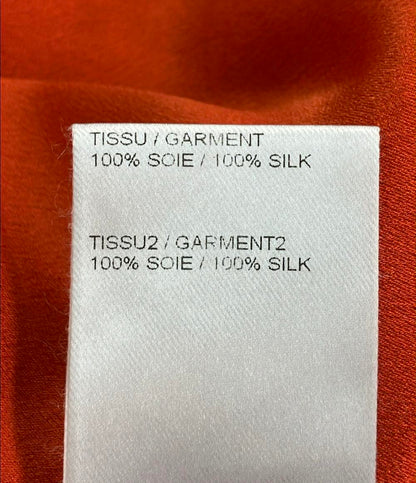 TISSU / GARMENT
100% SOIE / 100% SILK
TISSU2 / GARMENT2
100% SOIE / 100% SILK